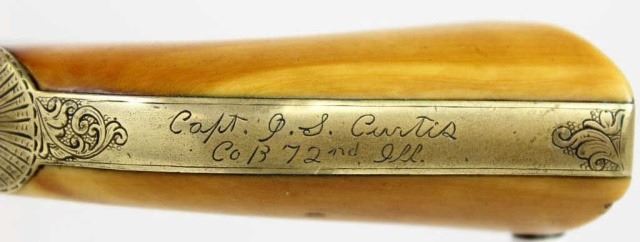 Capt. J. S. Curtis
Co B 72nd Ill.